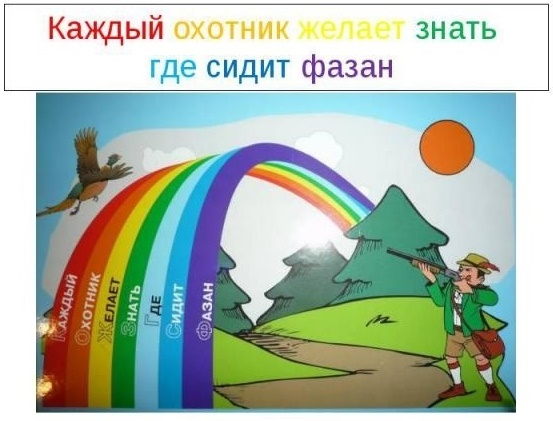 Каждый охотник желает знать
где сидит фазан
Каждый
Охотник
Желает
Знать
Где
Сидит
Фазан